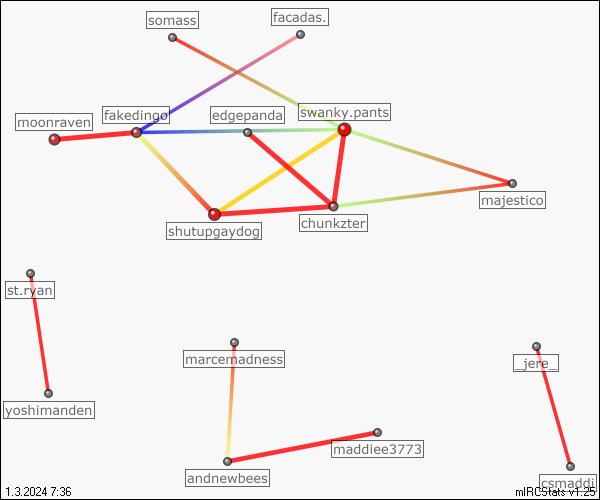 somass
facadas.
moonraven
fakedingo
edgepanda
swanky.pants
majestico
shutupgaydog
chunkzter
st.ryan
marcemadness
_jere_
yoshimanden
maddiee3773
andnewbees
csmaddi
1.3.2024 7:36
mIRCStats v1.25